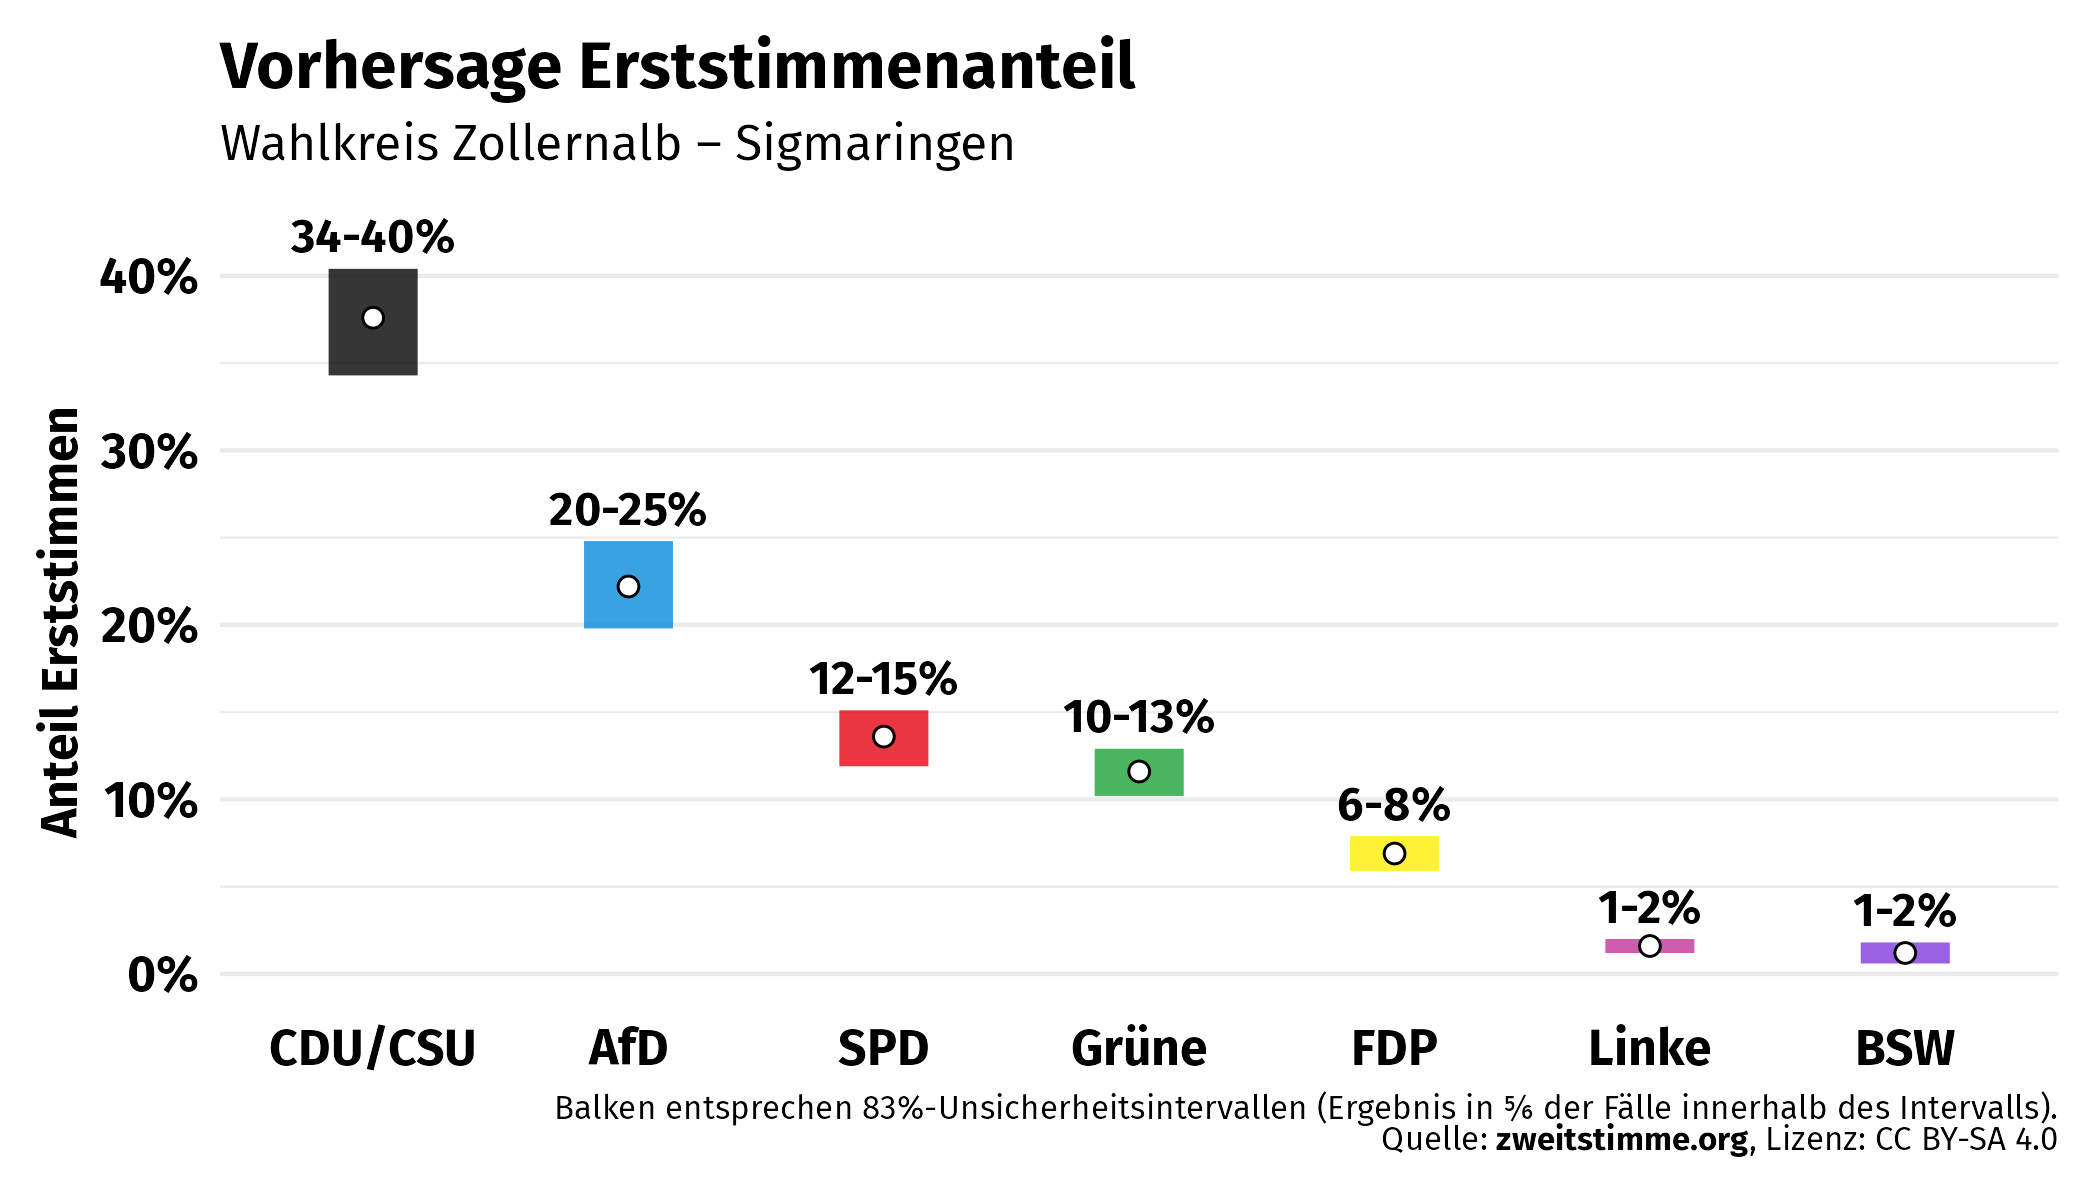 Vorhersage Erststimmenanteil
Wahlkreis Zollernalb – Sigmaringen
Anteil Erststimmen
40%
30%
20%
10%
0%
34-40%
20-25%
12-15%
10-13%
6-8%
1-2%
1-2%
CDU/CSU
AfD
SPD
Grüne
FDP
Linke
BSW
Balken entsprechen 83%-Unsicherheitsintervallen (Ergebnis in ⅚ der Fälle innerhalb des Intervalls).
Quelle: zweitstimme.org, Lizenz: CC BY-SA 4.0